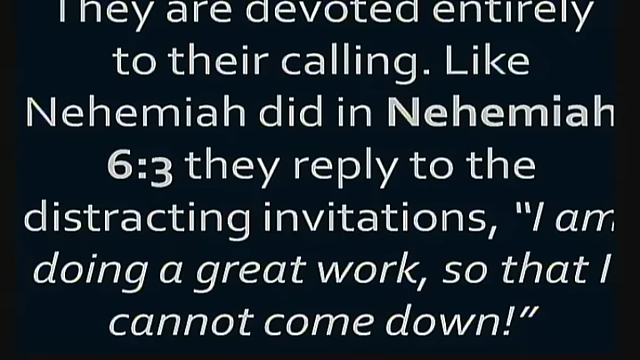 They are devoted entirely
to their calling. Like
Nehemiah did in Nehemiah
6:3 they reply to the
distracting invitations, “I am
doing a great work, so that I
cannot come down!”